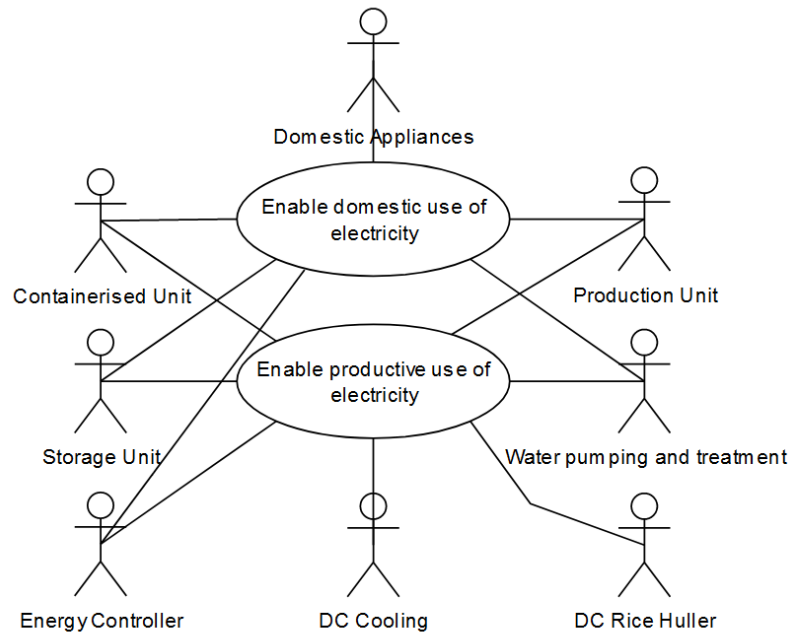 Domestic Appliances
Enable domestic use of
electricity
Containerised Unit
Production Unit
Enable productive use of
electricity
Storage Unit
Water pumping and treatment
Energy Controller
DC Cooling
DC Rice Huller